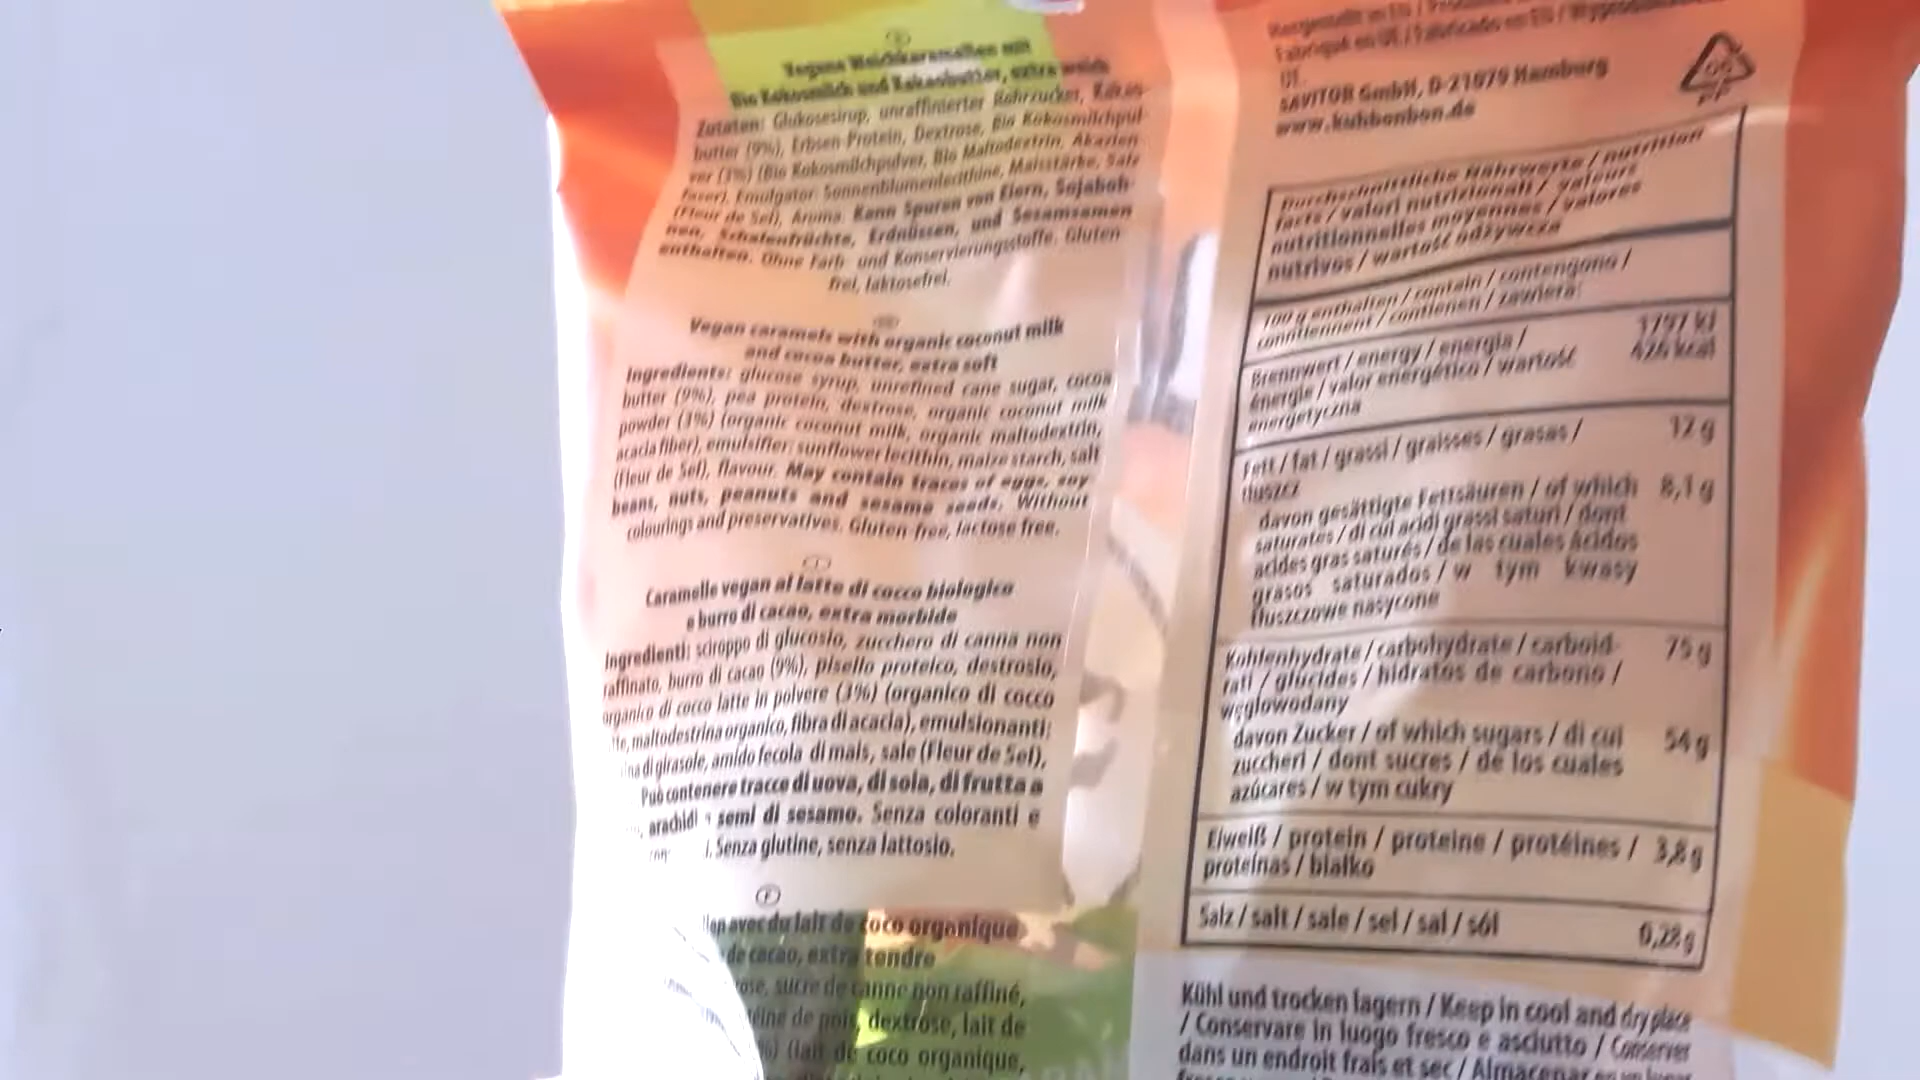 Vegane Weichkaramellen mit
Bio Kokosmilch und Kakaobutter, extra weich
Zutaten: Glukosesirup, unraffinierter Rohrzucker, Kakao-
butter (9%), Erbsen-Protein, Dextrose, Bio Kokosmilchpul-
ver (3%) (Bio Kokosmilchpulver, Bio Maltodextrin, Akazien-
faser), Emulgator Sonnenblumenlecithine, Maisstärke, Salz
(Fleur de Sel), Aroma. Kann Spuren von Eiern, Sojaboh-
nen, Schalenfrüchte, Erdnüssen, und Sesamsamen
enthalten. Ohne Farb- und Konservierungsstoffe. Gluten-
frei, laktosefrei.
Vegan caramels with organic coconut milk
and cocoa butter, extra soft
Ingredients: glucose syrup, unrefined cane sugar, cocoa
butter (9%), pea protein, dextrose, organic coconut milk
powder (3%) (organic coconut milk, organic maltodextrin,
acacia fiber), emulsifier: sunflower lecithin, maize starch, salt
(Fleur de Sel), flavour. May contain traces of eggs, soy
beans, nuts, peanuts and sesame seeds. Without
colourings and preservatives. Gluten-free, lactose free.
I
Caramelle vegan al latte di cocco biologico
e burro di cacao, extra morbide
Ingredienti: sciroppo di glucosio, zucchero di canna non
raffinato, burro di cacao (9%), pisello proteico, destrosio,
organico di cocco latte in polvere (3%) (organico di cocco
maltodestrina organico, fibra di acacia), emulsionanti:
di girasole, amido fecola di mais, sale (Fleur de Sel),
Può contenere tracce di uova, di soia, di frutta a
arachidi semi di sesamo. Senza coloranti e
Senza glutine, senza lattosio.
F
avec du lait de coco organique
de cacao, extra tendre
sucre de canne non raffiné,
de pois, dextrose, lait de
(lait de coco organique,
Hergestellt in EU /
Fabriqué en UE / Fabricado en EU /
UE
SAVITOR GmbH, D-21079 Hamburg
www.kuhbonbon.de
PP
Durchschnittliche Nährwerte / nutrition
facts / valori nutrizionali / valeurs
nutritionnelles moyennes / valores
nutrivos / wartość odżywcza
100 g enthalten / contain / contengono /
contiennent / contienen / zawiera:
Brennwert / energy / energia / 1797 kJ
énergie / valor energético / wartość 426 kcal
energetyczna
Fett / fat / grassi / graisses / grasas / 12 g
tłuszcz
davon gesättigte Fettsäuren / of which 8,1 g
saturates / di cui acidi grassi saturi / dont
acides gras saturés / de las cuales ácidos
grasos saturados / w tym kwasy
tłuszczowe nasycone
Kohlenhydrate / carbohydrate / carboid- 75 g
rati / glucides / hidratos de carbono /
węglowodany
davon Zucker / of which sugars / di cui 54 g
zuccheri / dont sucres / de los cuales
azúcares / w tym cukry
Eiweiß / protein / proteine / protéines / 3,8 g
proteínas / białko
Salz / salt / sale / sel / sal / sól 0,28 g
Kühl und trocken lagern / Keep in cool and dry place
/ Conservare in luogo fresco e asciutto / Conserver
dans un endroit frais et sec / Almacenar en un lugar